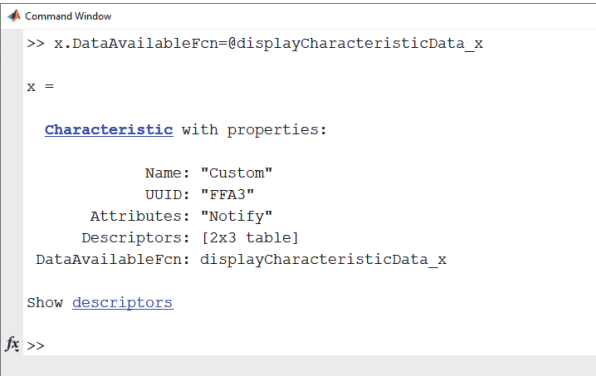 Command Window
>> x.DataAvailableFcn=@displayCharacteristicData_x
x =
Characteristic with properties:
Name: "Custom"
UUID: "FFA3"
Attributes: "Notify"
Descriptors: [2x3 table]
DataAvailableFcn: displayCharacteristicData_x
Show descriptors
fx >>